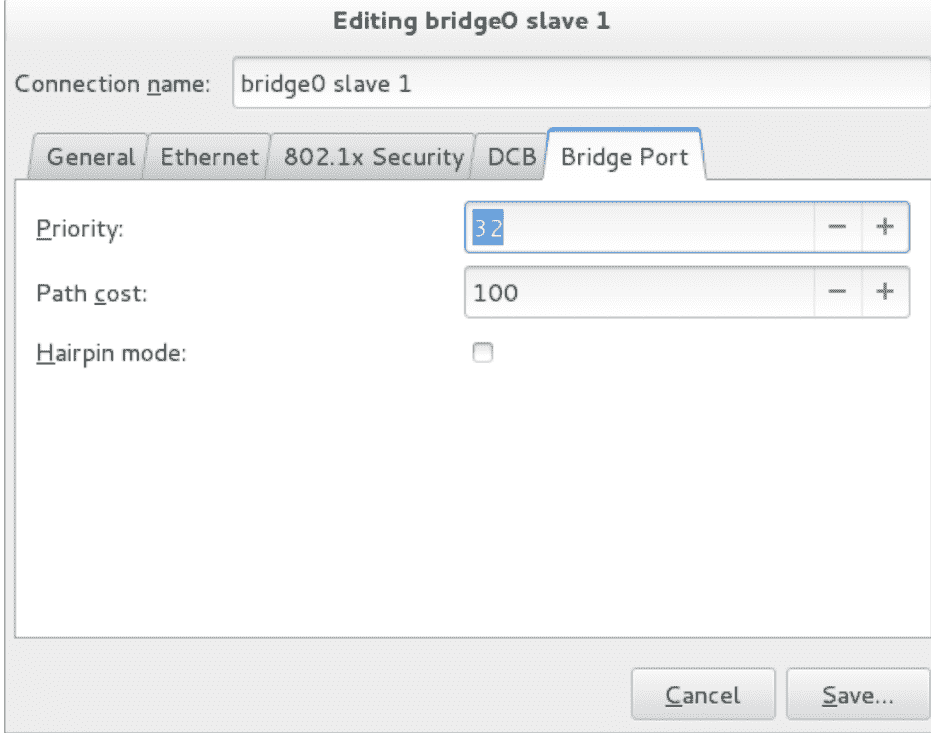 Editing bridge0 slave 1
Connection name: bridge0 slave 1
General Ethernet 802.1x Security DCB Bridge Port
Priority: 32 − +
Path cost: 100 − +
Hairpin mode:
Cancel Save...